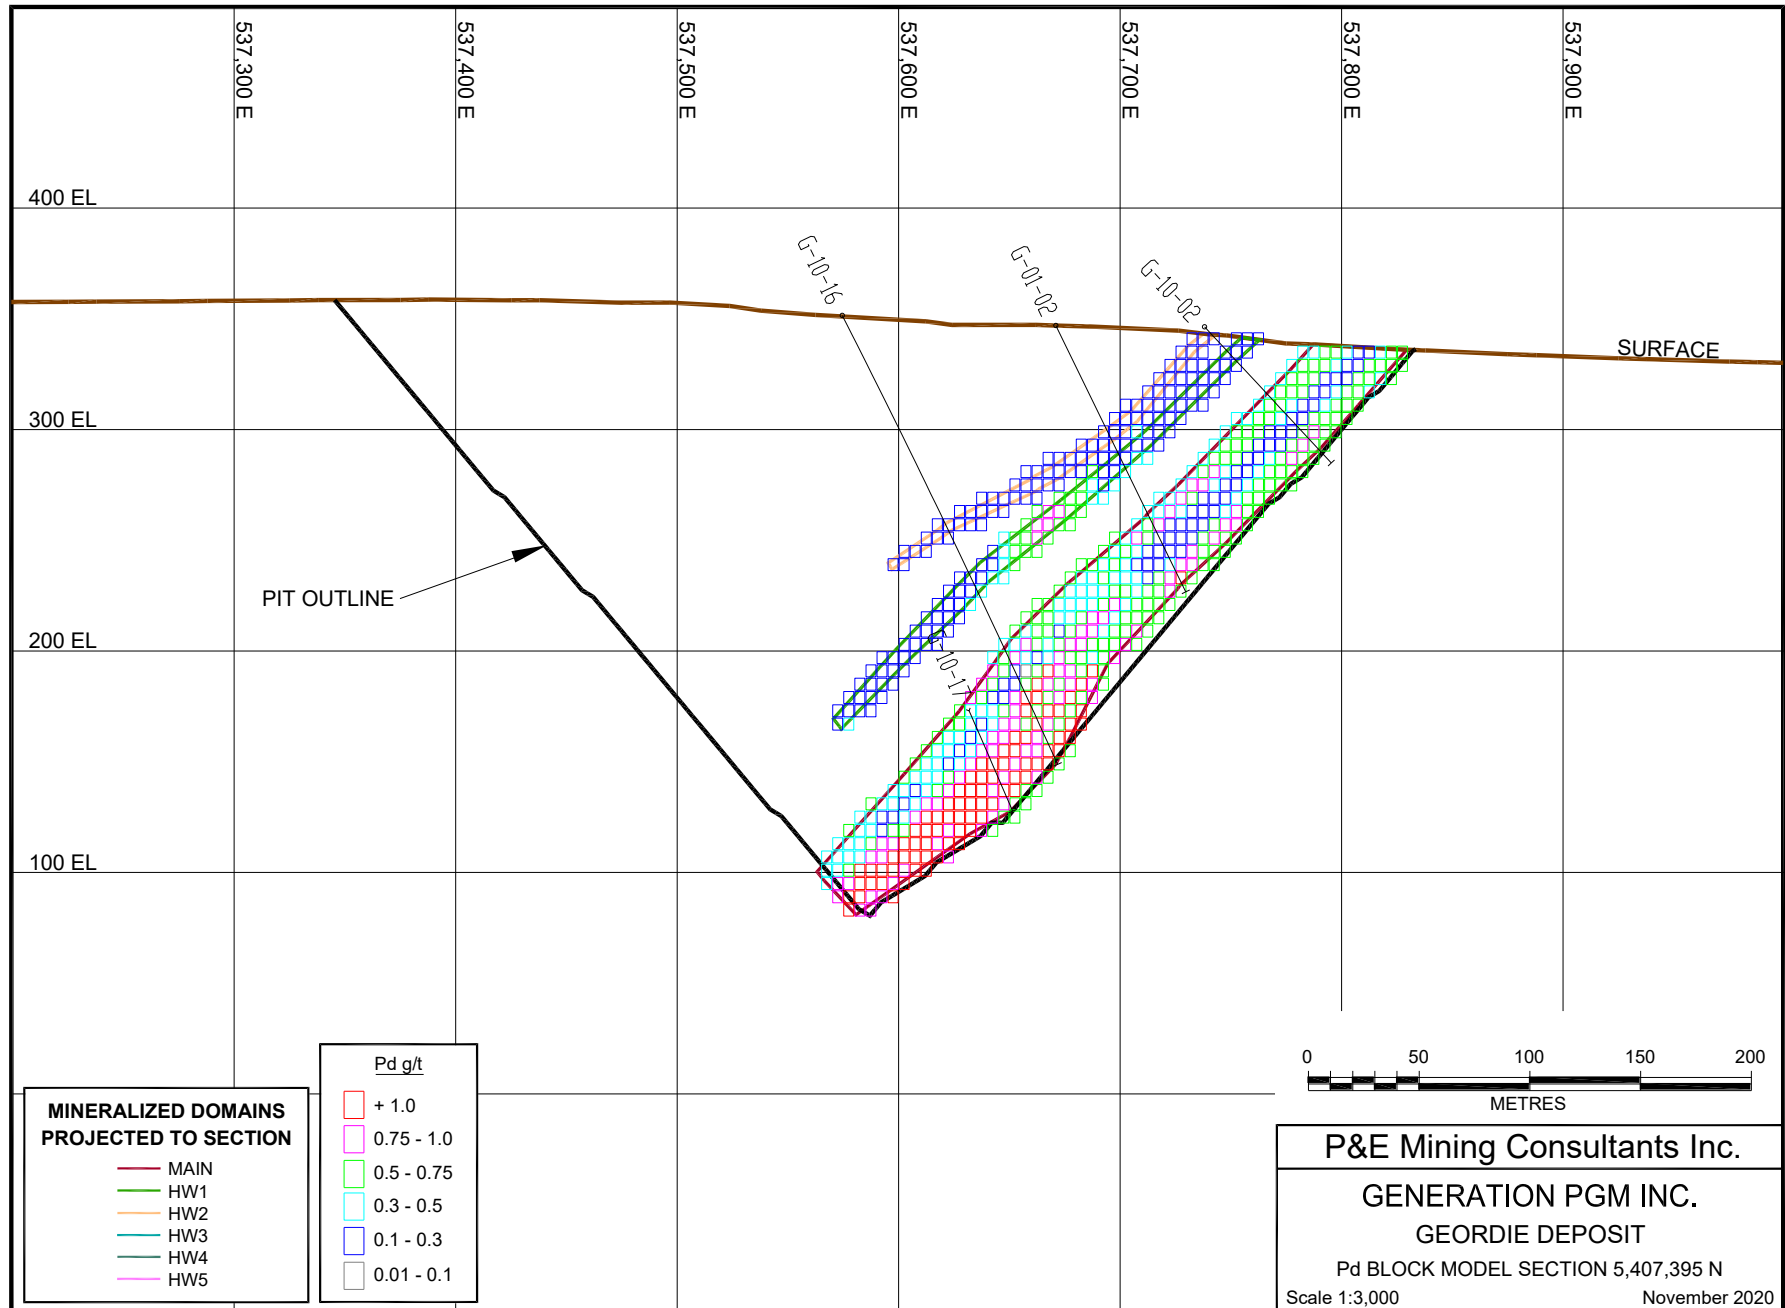 537,300 E
537,400 E
537,500 E
537,600 E
537,700 E
537,800 E
537,900 E
400 EL
G-10-16
G-01-02
G-10-02
SURFACE
300 EL
PIT OUTLINE
200 EL
10-17
100 EL
MINERALIZED DOMAINS
PROJECTED TO SECTION
MAIN
HW1
HW2
HW3
HW4
HW5
Pd g/t
+ 1.0
0.75 - 1.0
0.5 - 0.75
0.3 - 0.5
0.1 - 0.3
0.01 - 0.1
0 50 100 150 200
METRES
P&E Mining Consultants Inc.
GENERATION PGM INC.
GEORDIE DEPOSIT
Pd BLOCK MODEL SECTION 5,407,395 N
Scale 1:3,000 November 2020